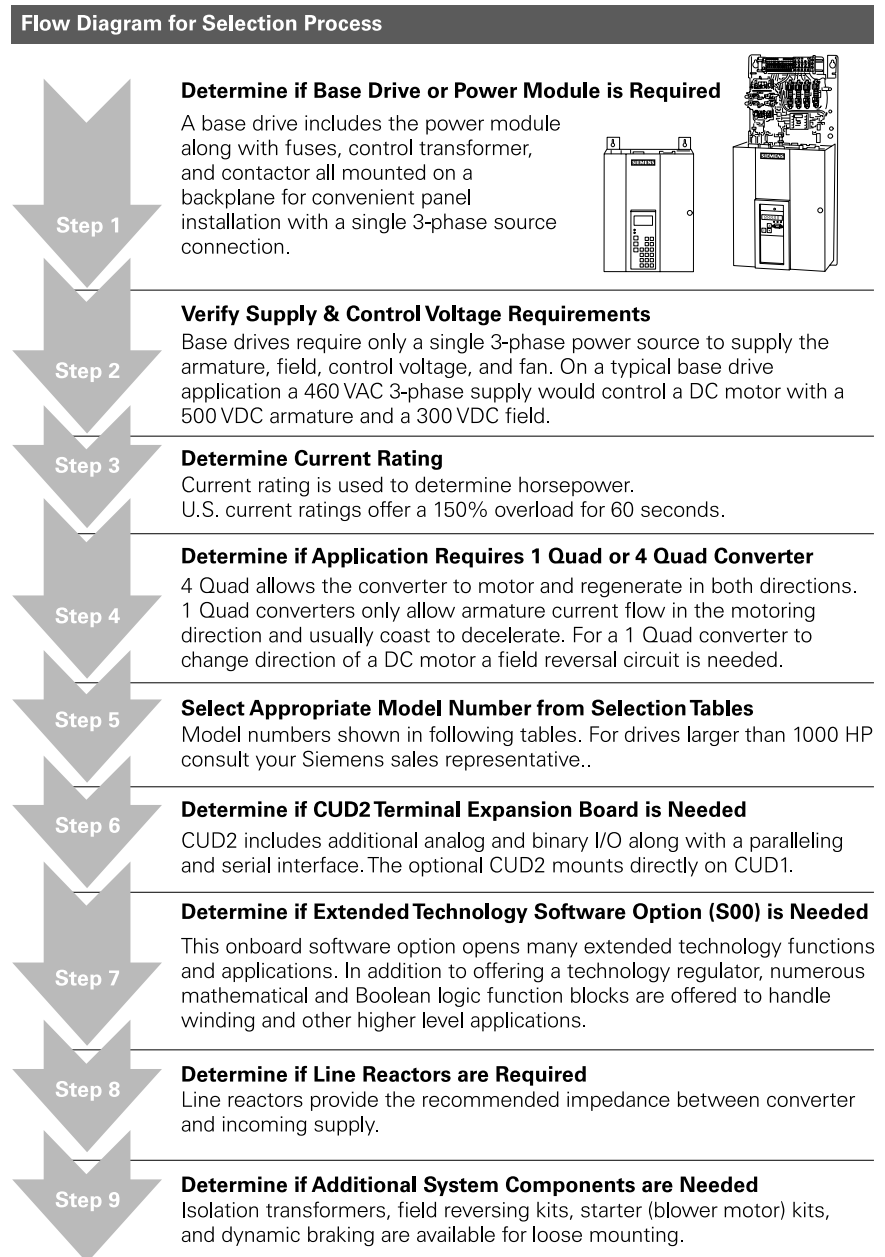 Flow Diagram for Selection Process
Determine if Base Drive or Power Module is Required
A base drive includes the power module
along with fuses, control transformer,
and contactor all mounted on a
backplane for convenient panel
installation with a single 3-phase source
connection.
SIEMENS
SIEMENS
Step 1
Verify Supply & Control Voltage Requirements
Base drives require only a single 3-phase power source to supply the
armature, field, control voltage, and fan. On a typical base drive
application a 460 VAC 3-phase supply would control a DC motor with a
500 VDC armature and a 300 VDC field.
Step 2
Step 3
Determine Current Rating
Current rating is used to determine horsepower.
U.S. current ratings offer a 150% overload for 60 seconds.
Determine if Application Requires 1 Quad or 4 Quad Converter
4 Quad allows the converter to motor and regenerate in both directions.
1 Quad converters only allow armature current flow in the motoring
direction and usually coast to decelerate. For a 1 Quad converter to
change direction of a DC motor a field reversal circuit is needed.
Step 4
Step 5
Select Appropriate Model Number from Selection Tables
Model numbers shown in following tables. For drives larger than 1000 HP
consult your Siemens sales representative..
Step 6
Determine if CUD2 Terminal Expansion Board is Needed
CUD2 includes additional analog and binary I/O along with a paralleling
and serial interface. The optional CUD2 mounts directly on CUD1.
Determine if Extended Technology Software Option (S00) is Needed
This onboard software option opens many extended technology functions
and applications. In addition to offering a technology regulator, numerous
mathematical and Boolean logic function blocks are offered to handle
winding and other higher level applications.
Step 7
Step 8
Determine if Line Reactors are Required
Line reactors provide the recommended impedance between converter
and incoming supply.
Step 9
Determine if Additional System Components are Needed
Isolation transformers, field reversing kits, starter (blower motor) kits,
and dynamic braking are available for loose mounting.